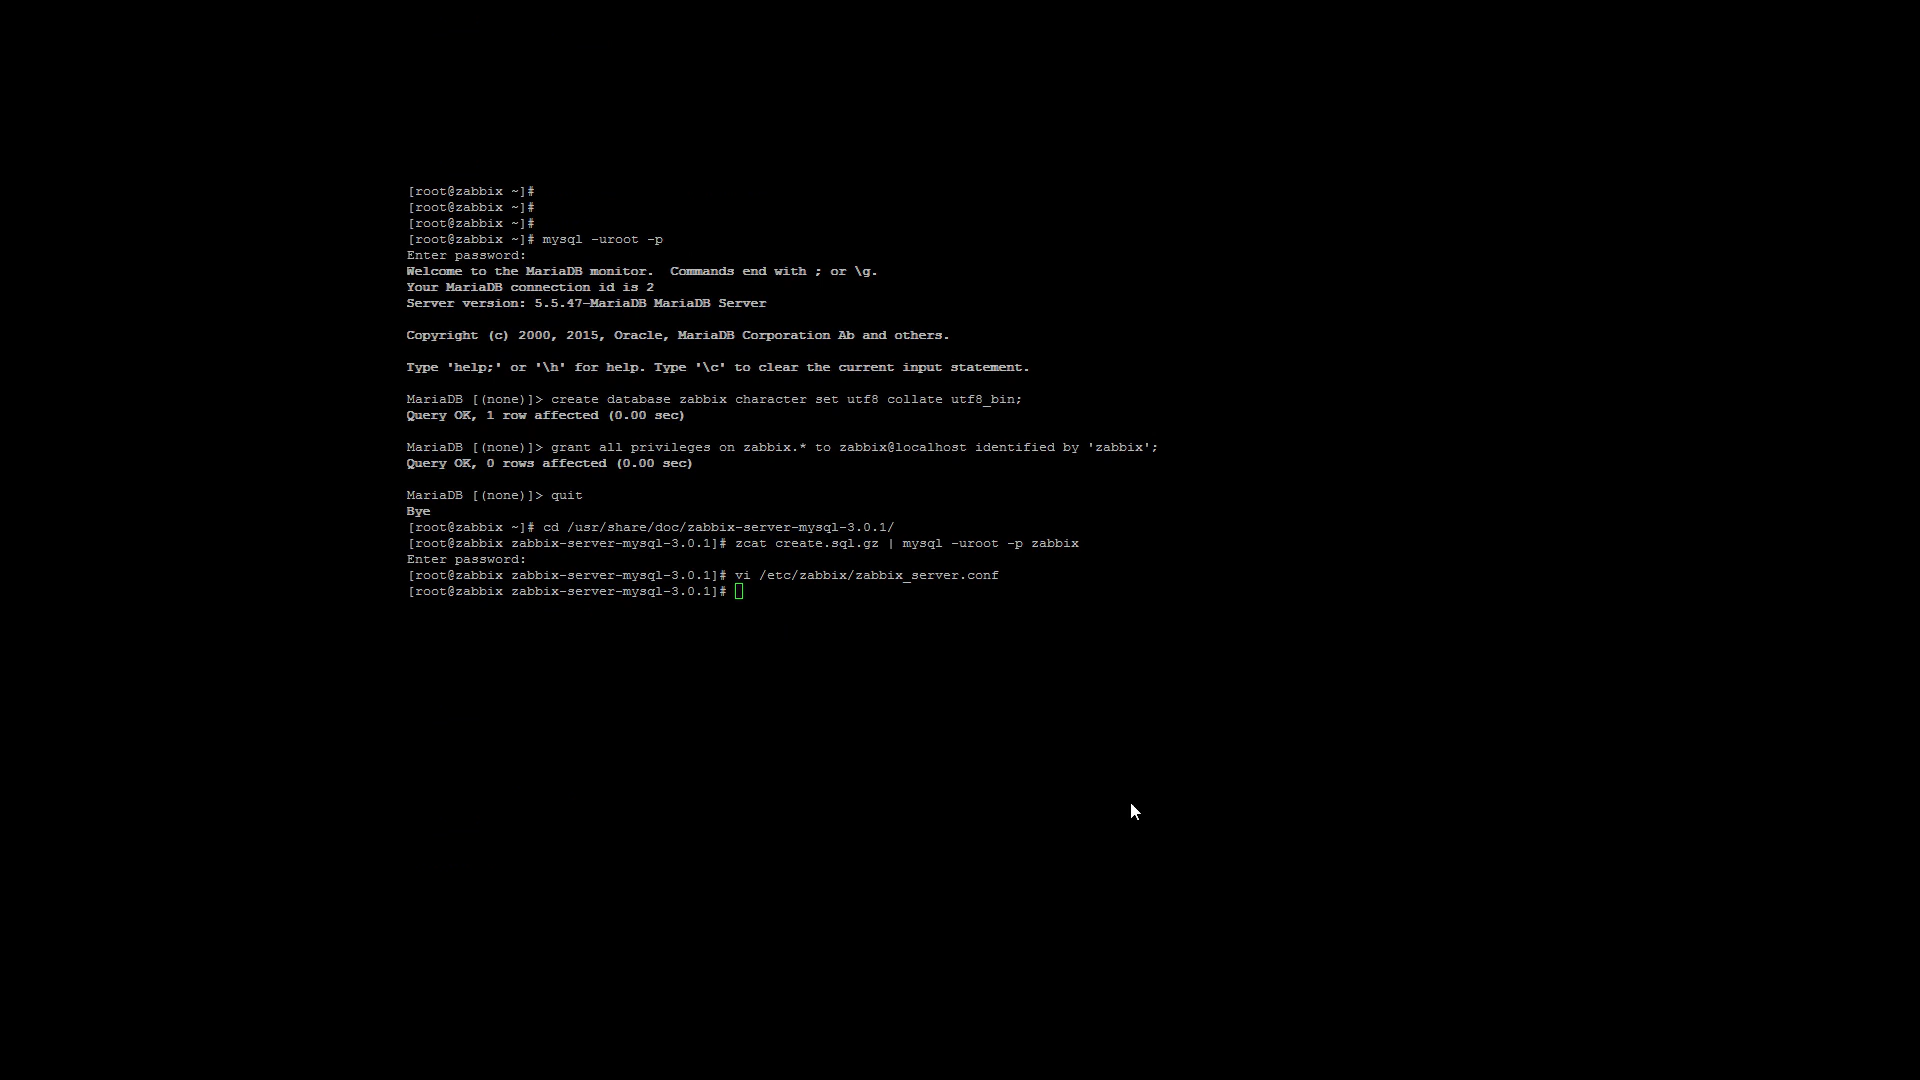 [root@zabbix ~]#
[root@zabbix ~]#
[root@zabbix ~]#
[root@zabbix ~]# mysql -uroot -p
Enter password:
Welcome to the MariaDB monitor.  Commands end with ; or \g.
Your MariaDB connection id is 2
Server version: 5.5.47-MariaDB MariaDB Server
Copyright (c) 2000, 2015, Oracle, MariaDB Corporation Ab and others.
Type 'help;' or '\h' for help. Type '\c' to clear the current input statement.
MariaDB [(none)]> create database zabbix character set utf8 collate utf8_bin;
Query OK, 1 row affected (0.00 sec)
MariaDB [(none)]> grant all privileges on zabbix.* to zabbix@localhost identified by 'zabbix';
Query OK, 0 rows affected (0.00 sec)
MariaDB [(none)]> quit
Bye
[root@zabbix ~]# cd /usr/share/doc/zabbix-server-mysql-3.0.1/
[root@zabbix zabbix-server-mysql-3.0.1]# zcat create.sql.gz | mysql -uroot -p zabbix
Enter password:
[root@zabbix zabbix-server-mysql-3.0.1]# vi /etc/zabbix/zabbix_server.conf
[root@zabbix zabbix-server-mysql-3.0.1]#